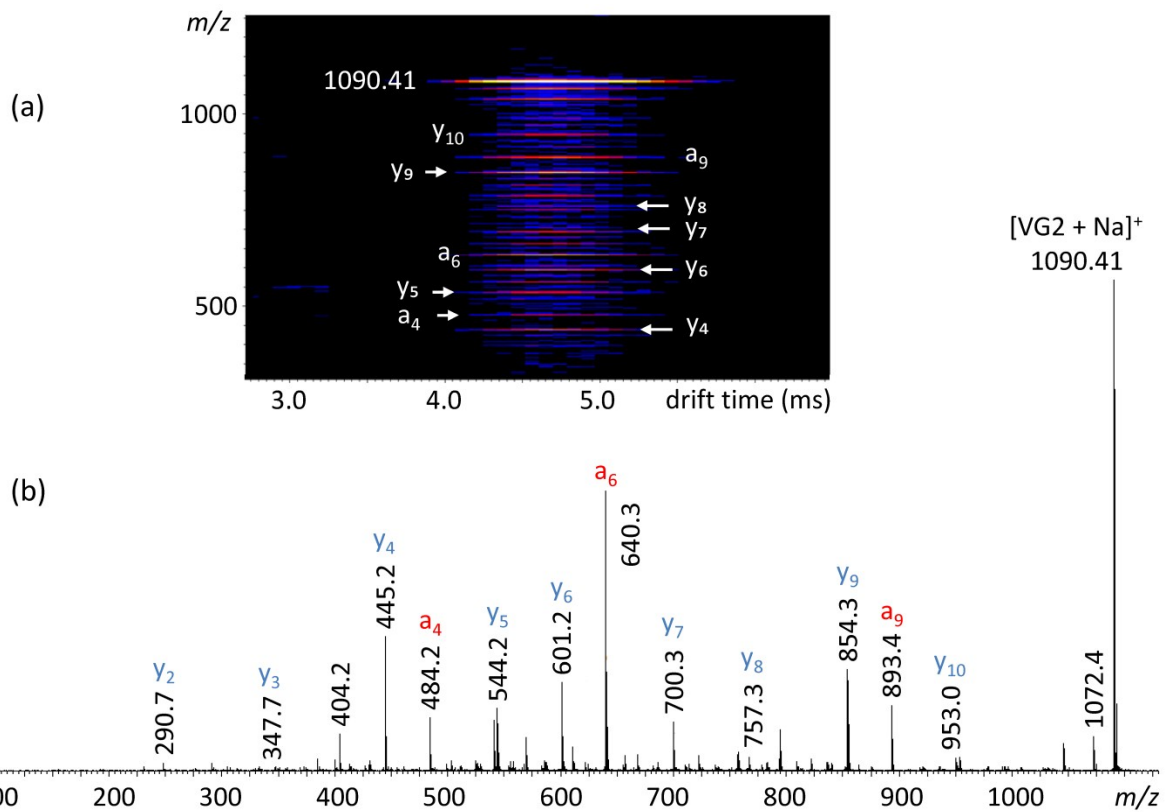 m/z
(a)
1090.41
1000
y₁₀
a₉
y₉
y₈
y₇
a₆
y₆
y₅
500
a₄
y₄
3.0 4.0 5.0 drift time (ms)
[VG2 + Na]⁺
1090.41
(b)
y₂
290.7
y₃
347.7
404.2
y₄
445.2
a₄
484.2
y₅
544.2
y₆
601.2
a₆
640.3
y₇
700.3
y₈
757.3
y₉
854.3
a₉
893.4
y₁₀
953.0
1072.4
00 200 300 400 500 600 700 800 900 1000 m/z